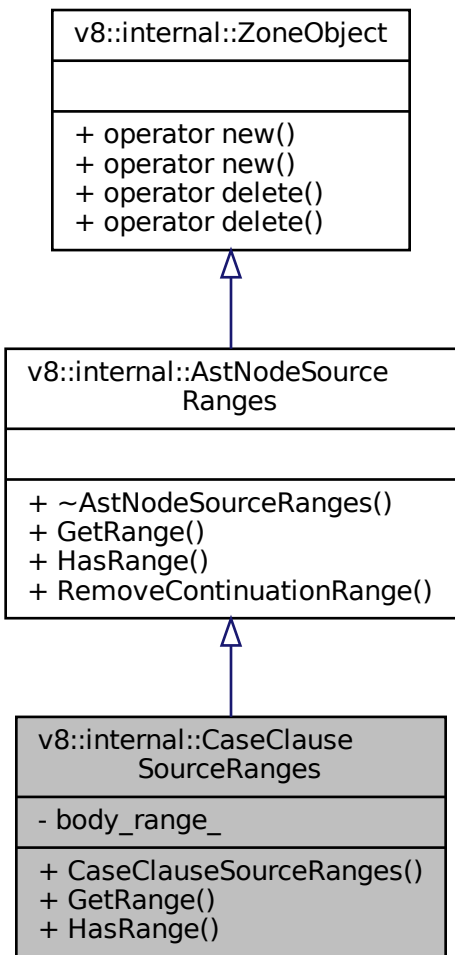 v8::internal::ZoneObject
+ operator new()
+ operator new()
+ operator delete()
+ operator delete()
v8::internal::AstNodeSource
Ranges
+ ~AstNodeSourceRanges()
+ GetRange()
+ HasRange()
+ RemoveContinuationRange()
v8::internal::CaseClause
SourceRanges
- body_range_
+ CaseClauseSourceRanges()
+ GetRange()
+ HasRange()